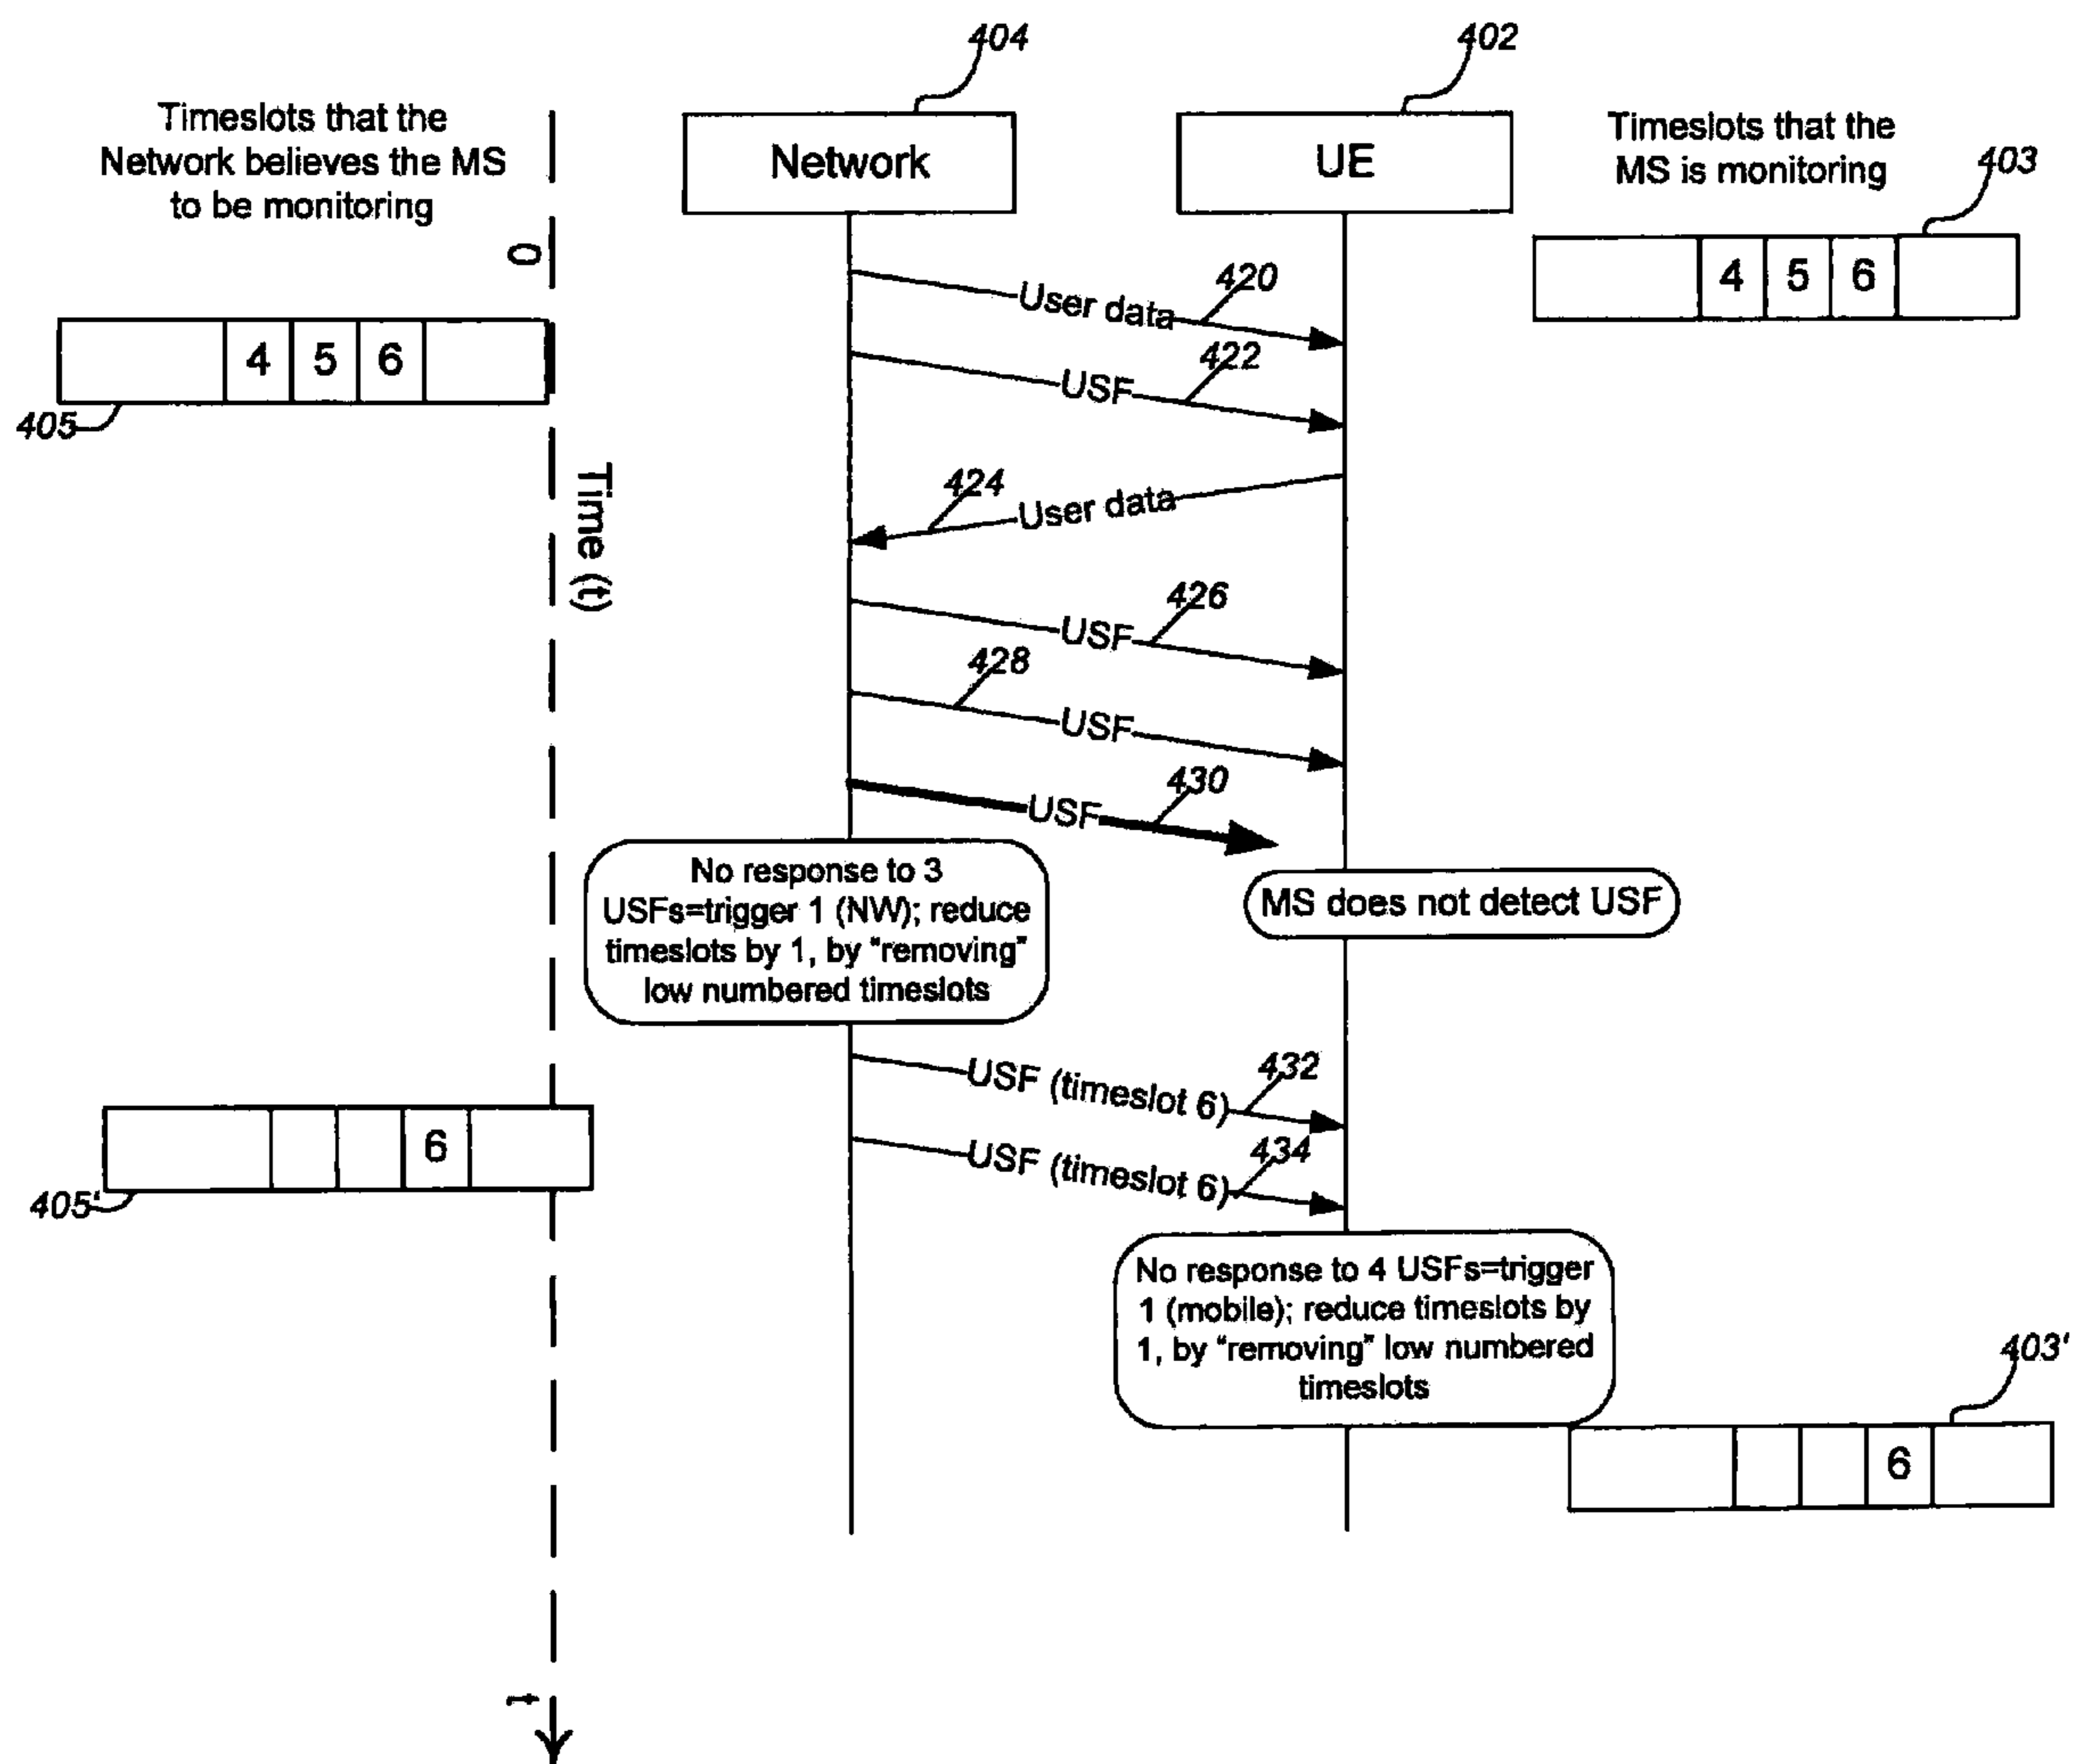 404
402
Timeslots that the
Network believes the MS
to be monitoring
Network
UE
Timeslots that the
MS is monitoring
403
0
4 5 6
420
User data
4 5 6
405
422
USF
Time (t)
424
User data
426
USF
428
USF
430
USF
No response to 3
USFs=trigger 1 (NW); reduce
timeslots by 1, by "removing"
low numbered timeslots
MS does not detect USF
432
USF (timeslot 6)
6
405'
434
USF (timeslot 6)
No response to 4 USFs=trigger
1 (mobile); reduce timeslots by
1, by "removing" low numbered
timeslots
403'
6
t